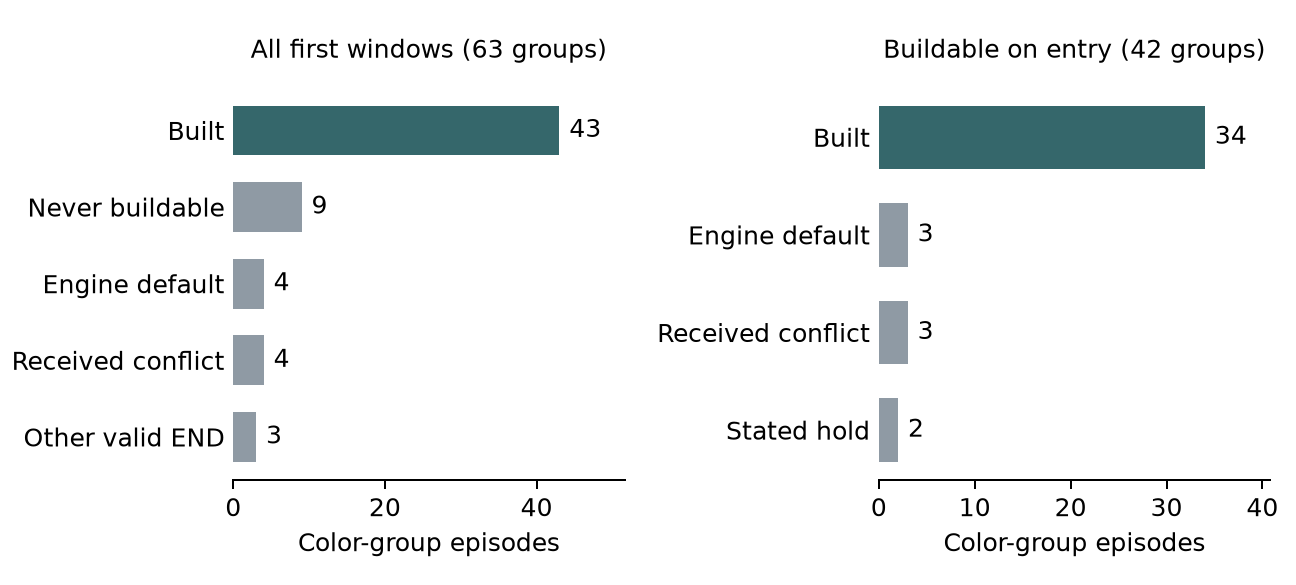 All first windows (63 groups)
Built
43
Never buildable
9
Engine default
4
Received conflict
4
Other valid END
3
0 20 40
Color-group episodes
Buildable on entry (42 groups)
Built
34
Engine default
3
Received conflict
3
Stated hold
2
0 10 20 30 40
Color-group episodes